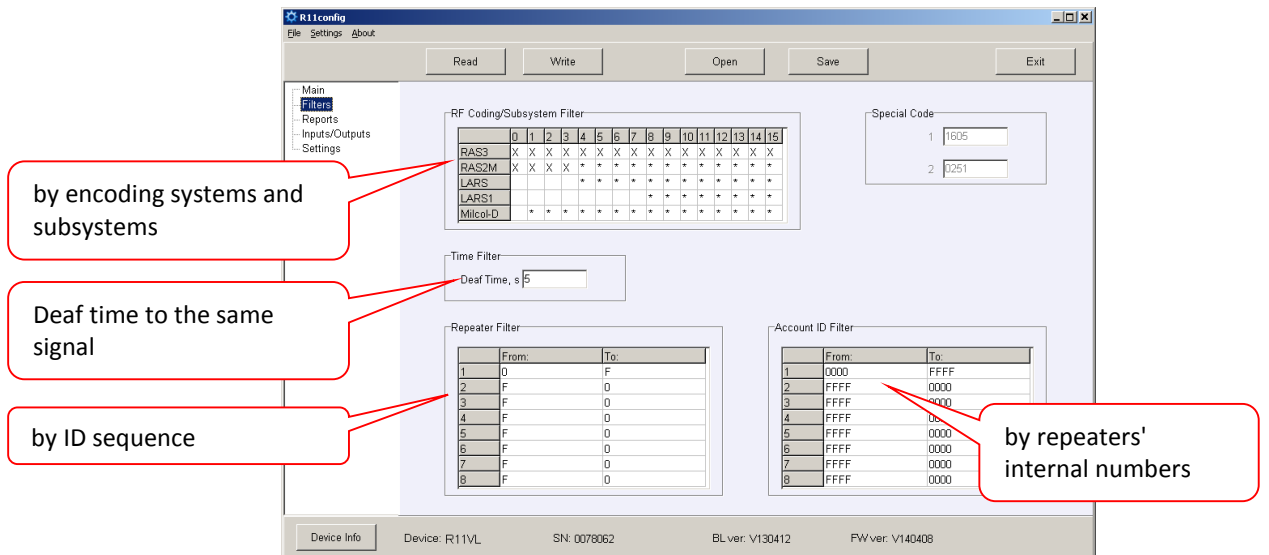 R11config
File Settings About
Read Write Open Save Exit
Main
Filters
Reports
Inputs/Outputs
Settings
by encoding systems and
subsystems
Deaf time to the same
signal
by ID sequence
RF Coding/Subsystem Filter
0 1 2 3 4 5 6 7 8 9 10 11 12 13 14 15
RAS3 X X X X X X X X X X X X X X X X
RAS2M X X X X * * * * * * * * * * * *
LARS * * * * * * * * * * * *
LARS1 * * * * * * * *
Milcol-D * * * * * * * * * * * * * * *
Special Code
1 1605
2 0251
Time Filter
Deaf Time, s 5
Repeater Filter
From: To:
1 0 F
2 F 0
3 F 0
4 F 0
5 F 0
6 F 0
7 F 0
8 F 0
Account ID Filter
From: To:
1 0000 FFFF
2 FFFF 0000
3 FFFF 0000
4 FFFF
5 FFFF 0000
6 FFFF 0000
7 FFFF 0000
8 FFFF 0000
by repeaters'
internal numbers
Device Info Device: R11VL SN: 0078062 BL ver: V130412 FW ver: V140408